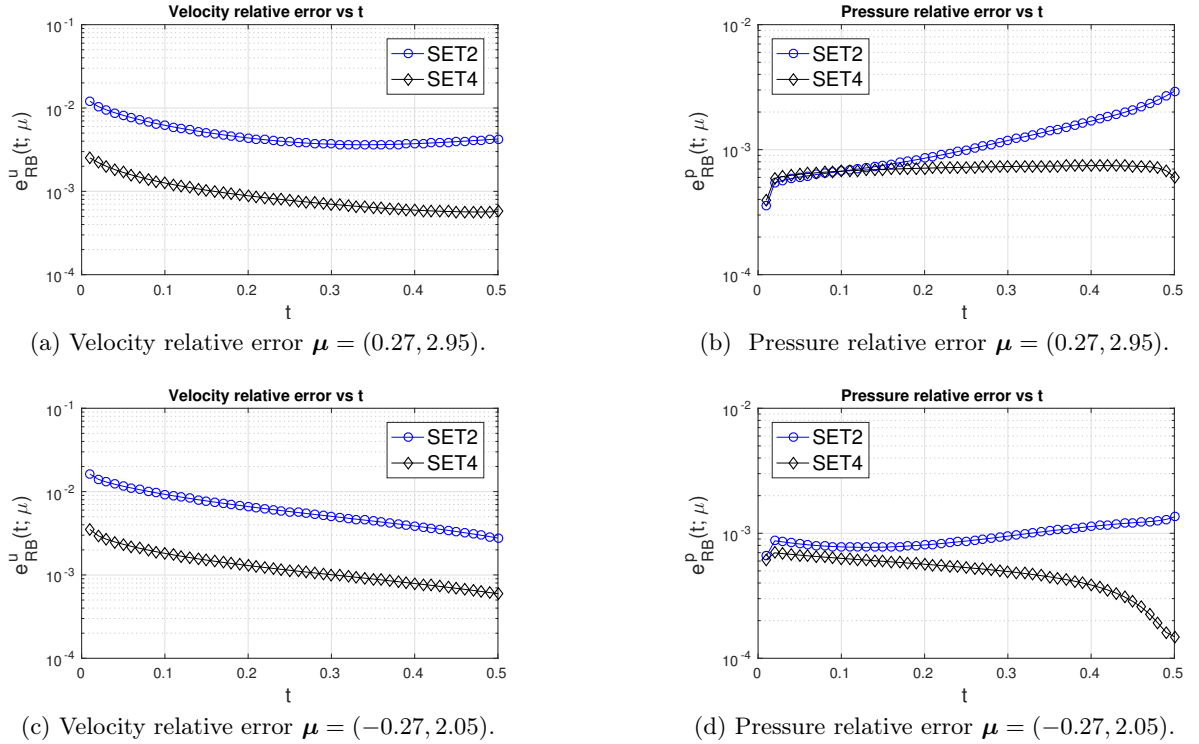 Velocity relative error vs t
10^-1
10^-2
10^-3
10^-4
e^u_RB(t; μ)
SET2
SET4
0 0.1 0.2 0.3 0.4 0.5
t
(a) Velocity relative error μ = (0.27, 2.95).
Pressure relative error vs t
10^-2
10^-3
10^-4
e^p_RB(t; μ)
SET2
SET4
0 0.1 0.2 0.3 0.4 0.5
t
(b) Pressure relative error μ = (0.27, 2.95).
Velocity relative error vs t
10^-1
10^-2
10^-3
10^-4
e^u_RB(t; μ)
SET2
SET4
0 0.1 0.2 0.3 0.4 0.5
t
(c) Velocity relative error μ = (−0.27, 2.05).
Pressure relative error vs t
10^-2
10^-3
10^-4
e^p_RB(t; μ)
SET2
SET4
0 0.1 0.2 0.3 0.4 0.5
t
(d) Pressure relative error μ = (−0.27, 2.05).